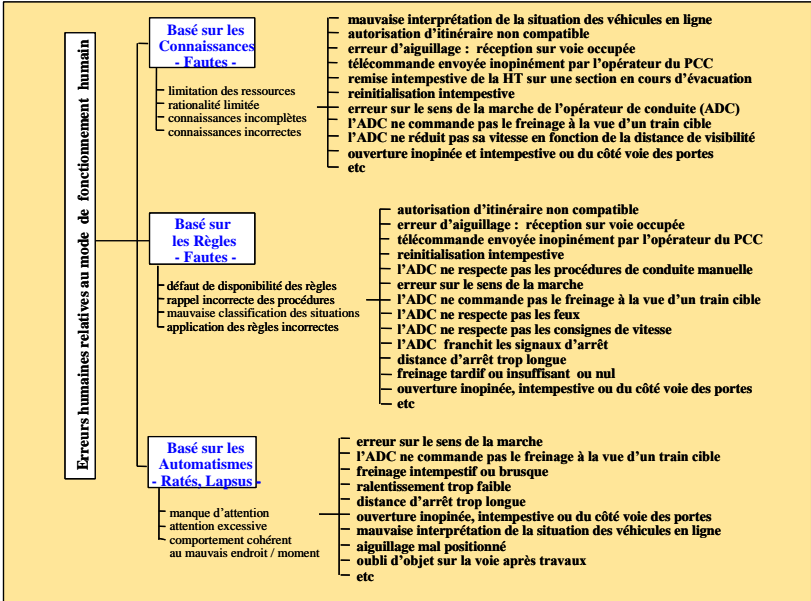 Erreurs humaines relatives au mode de fonctionnement humain
Basé sur les
Connaissances
- Fautes -
limitation des ressources
rationalité limitée
connaissances incomplètes
connaissances incorrectes
mauvaise interprétation de la situation des véhicules en ligne
autorisation d'itinéraire non compatible
erreur d'aiguillage : réception sur voie occupée
télécommande envoyée inopinément par l'opérateur du PCC
remise intempestive de la HT sur une section en cours d'évacuation
reinitialisation intempestive
erreur sur le sens de la marche de l'opérateur de conduite (ADC)
l'ADC ne commande pas le freinage à la vue d'un train cible
l'ADC ne réduit pas sa vitesse en fonction de la distance de visibilité
ouverture inopinée et intempestive ou du côté voie des portes
etc
Basé sur
les Règles
- Fautes -
défaut de disponibilité des règles
rappel incorrecte des procédures
mauvaise classification des situations
application des règles incorrectes
autorisation d'itinéraire non compatible
erreur d'aiguillage : réception sur voie occupée
télécommande envoyée inopinément par l'opérateur du PCC
reinitialisation intempestive
l'ADC ne respecte pas les procédures de conduite manuelle
erreur sur le sens de la marche
l'ADC ne commande pas le freinage à la vue d'un train cible
l'ADC ne respecte pas les feux
l'ADC ne respecte pas les consignes de vitesse
l'ADC franchit les signaux d'arrêt
distance d'arrêt trop longue
freinage tardif ou insuffisant ou nul
ouverture inopinée, intempestive ou du côté voie des portes
etc
Basé sur les
Automatismes
- Ratés, Lapsus -
manque d'attention
attention excessive
comportement cohérent
au mauvais endroit / moment
erreur sur le sens de la marche
l'ADC ne commande pas le freinage à la vue d'un train cible
freinage intempestif ou brusque
ralentissement trop faible
distance d'arrêt trop longue
ouverture inopinée, intempestive ou du côté voie des portes
mauvaise interprétation de la situation des véhicules en ligne
aiguillage mal positionné
oubli d'objet sur la voie après travaux
etc